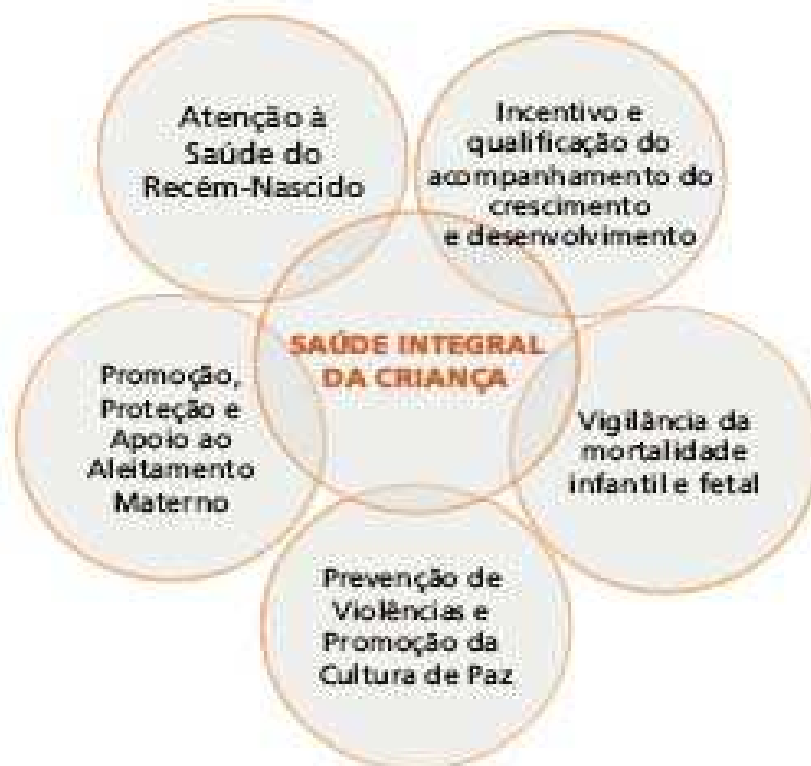 Atenção à
Saúde do
Recém-Nascido
Incentivo e
qualificação do
acompanhamento do
crescimento
e desenvolvimento
SAÚDE INTEGRAL
DA CRIANÇA
Promoção,
Proteção e
Apoio ao
Aleitamento
Materno
Vigilância da
mortalidade
infantil e fetal
Prevenção de
Violências e
Promoção da
Cultura de Paz